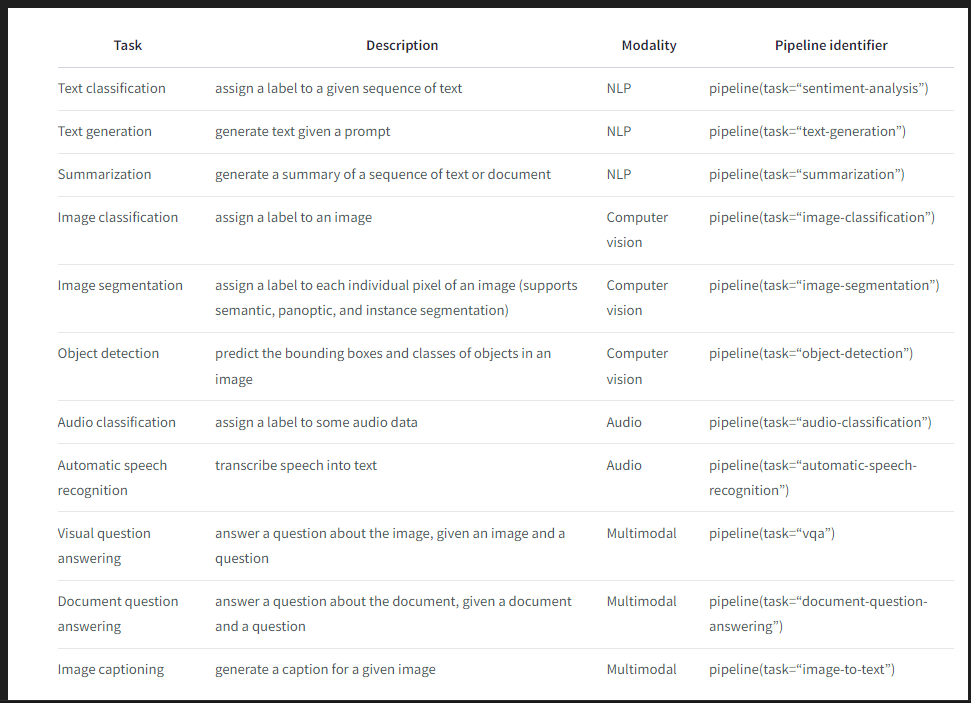 Task Description Modality Pipeline identifier
Text classification assign a label to a given sequence of text NLP pipeline(task=“sentiment-analysis”)
Text generation generate text given a prompt NLP pipeline(task=“text-generation”)
Summarization generate a summary of a sequence of text or document NLP pipeline(task=“summarization”)
Image classification assign a label to an image Computer pipeline(task=“image-classification”)
vision
Image segmentation assign a label to each individual pixel of an image (supports Computer pipeline(task=“image-segmentation”)
semantic, panoptic, and instance segmentation) vision
Object detection predict the bounding boxes and classes of objects in an Computer pipeline(task=“object-detection”)
image vision
Audio classification assign a label to some audio data Audio pipeline(task=“audio-classification”)
Automatic speech transcribe speech into text Audio pipeline(task=“automatic-speech-
recognition recognition”)
Visual question answer a question about the image, given an image and a Multimodal pipeline(task=“vqa”)
answering question
Document question answer a question about the document, given a document Multimodal pipeline(task=“document-question-
answering and a question answering”)
Image captioning generate a caption for a given image Multimodal pipeline(task=“image-to-text”)